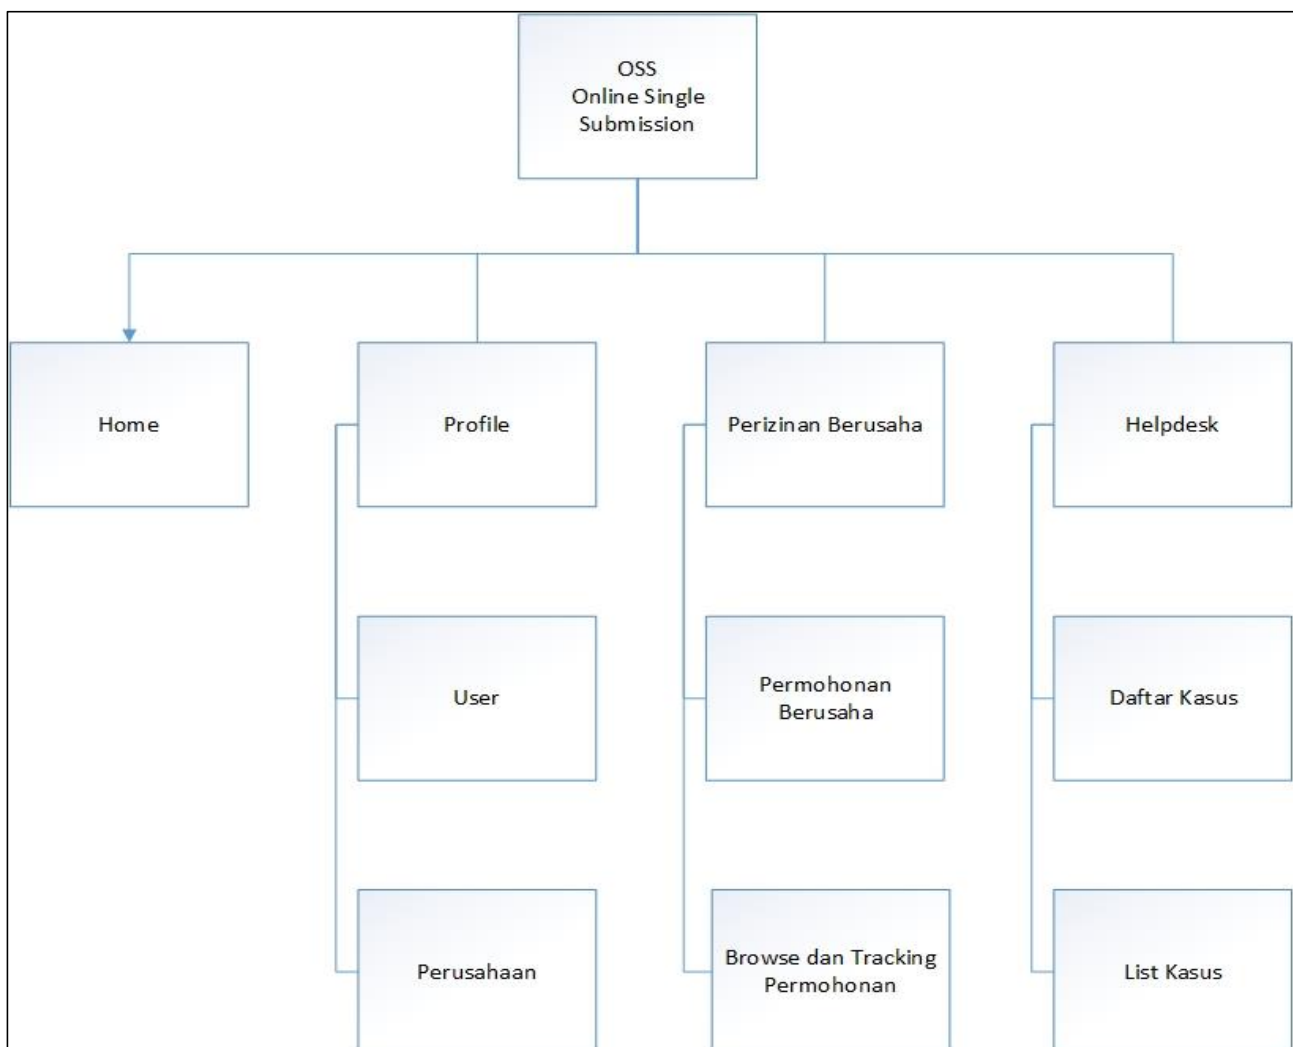 OSS
Online Single
Submission
Home
Profile
Perizinan Berusaha
Helpdesk
User
Permohonan
Berusaha
Daftar Kasus
Perusahaan
Browse dan Tracking
Permohonan
List Kasus